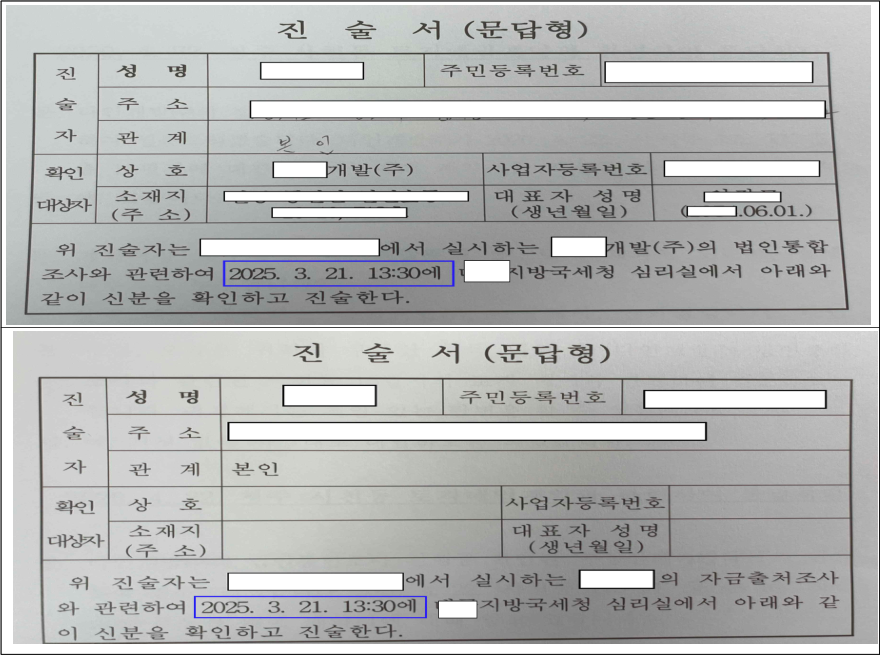 진 술 서 (문답형)
진 성 명 주민등록번호
술 주 소
자 관 계 본 인
확인 상 호 개발(주) 사업자등록번호
대상자 소재지 대표자 성명
(주 소) (생년월일) ( .06.01.)
위 진술자는 에서 실시하는 개발(주)의 법인통합
조사와 관련하여 2025. 3. 21. 13:30에 지방국세청 심리실에서 아래와
같이 신분을 확인하고 진술한다.
진 술 서 (문답형)
진 성 명 주민등록번호
술 주 소
자 관 계 본인
확인 상 호 사업자등록번호
대상자 소재지 대표자 성명
(주 소) (생년월일)
위 진술자는 에서 실시하는 의 자금출처조사
와 관련하여 2025. 3. 21. 13:30에 지방국세청 심리실에서 아래와 같
이 신분을 확인하고 진술한다.